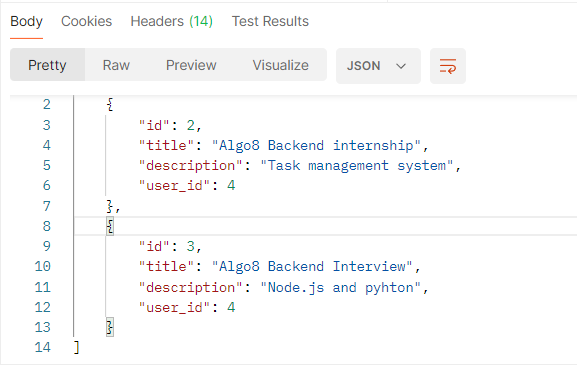 Body Cookies Headers (14) Test Results
Pretty Raw Preview Visualize JSON
2 {
3 "id": 2,
4 "title": "Algo8 Backend internship",
5 "description": "Task management system",
6 "user_id": 4
7 },
8 {
9 "id": 3,
10 "title": "Algo8 Backend Interview",
11 "description": "Node.js and pyhton",
12 "user_id": 4
13 }
14 ]